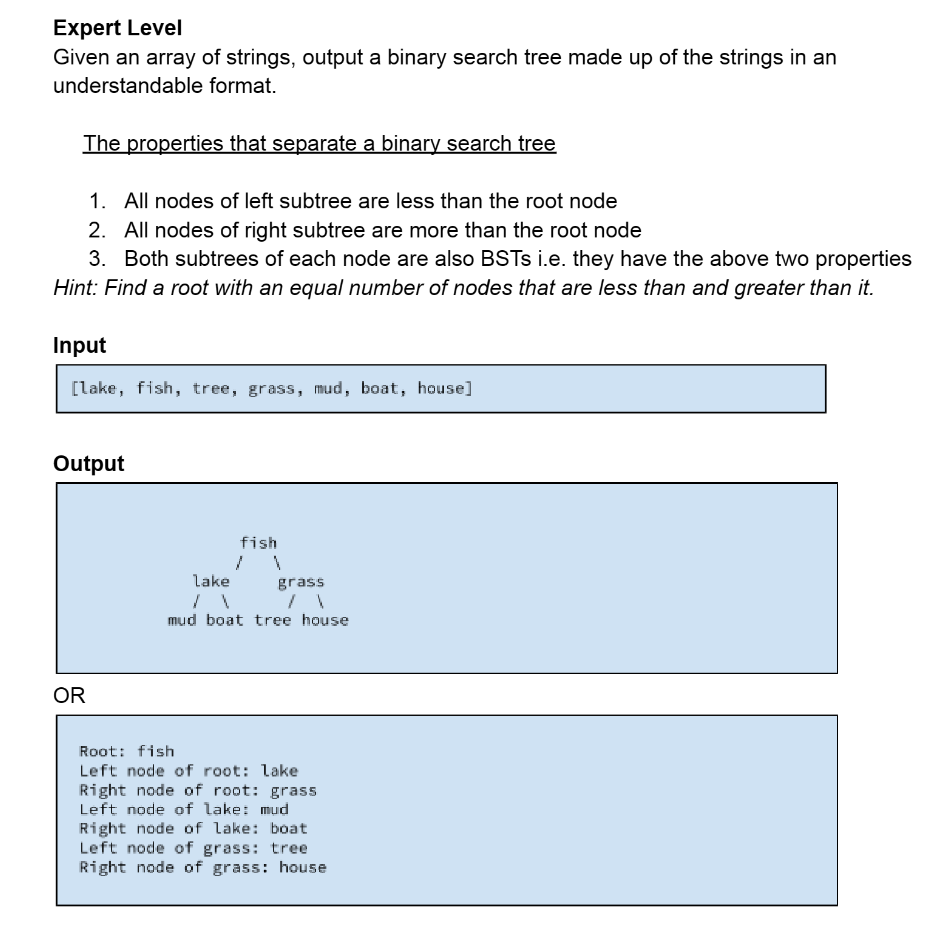 Expert Level
Given an array of strings, output a binary search tree made up of the strings in an
understandable format.
The properties that separate a binary search tree
1. All nodes of left subtree are less than the root node
2. All nodes of right subtree are more than the root node
3. Both subtrees of each node are also BSTs i.e. they have the above two properties
Hint: Find a root with an equal number of nodes that are less than and greater than it.
Input
[lake, fish, tree, grass, mud, boat, house]
Output
fish
/ \
lake grass
/ \ / \
mud boat tree house
OR
Root: fish
Left node of root: lake
Right node of root: grass
Left node of lake: mud
Right node of lake: boat
Left node of grass: tree
Right node of grass: house